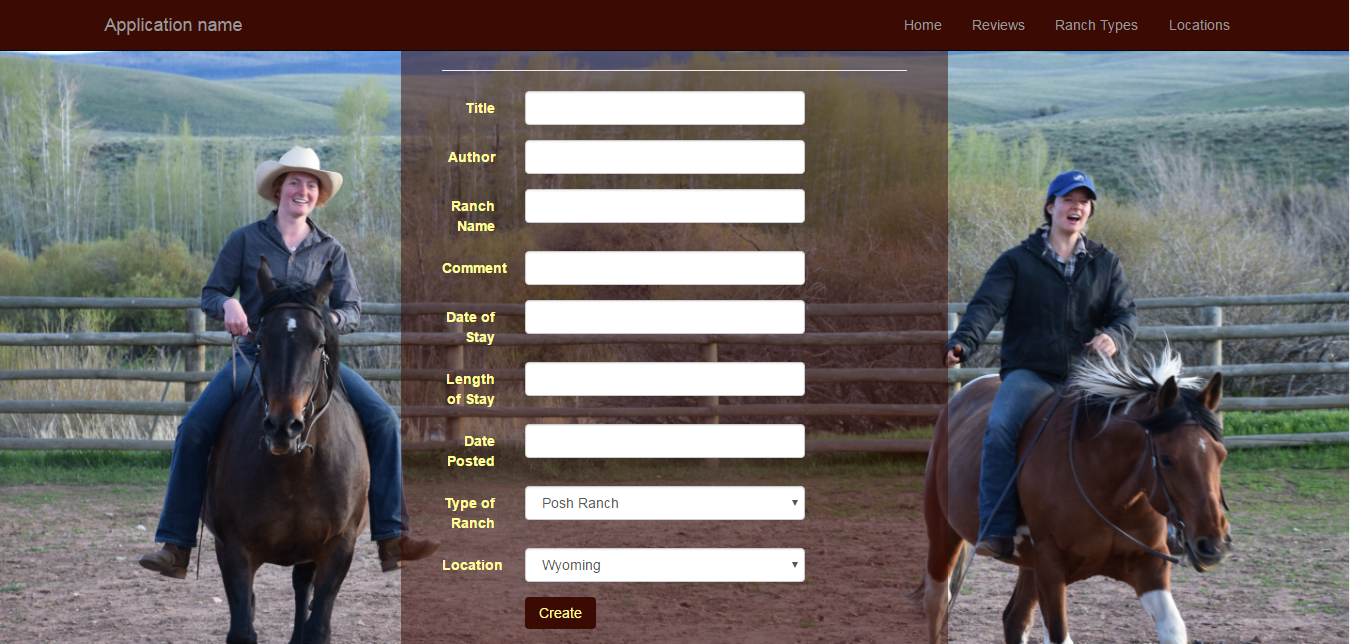 Application name
Home Reviews Ranch Types Locations
Title
Author
Ranch
Name
Comment
Date of
Stay
Length
of Stay
Date
Posted
Type of
Ranch
Posh Ranch
Location
Wyoming
Create